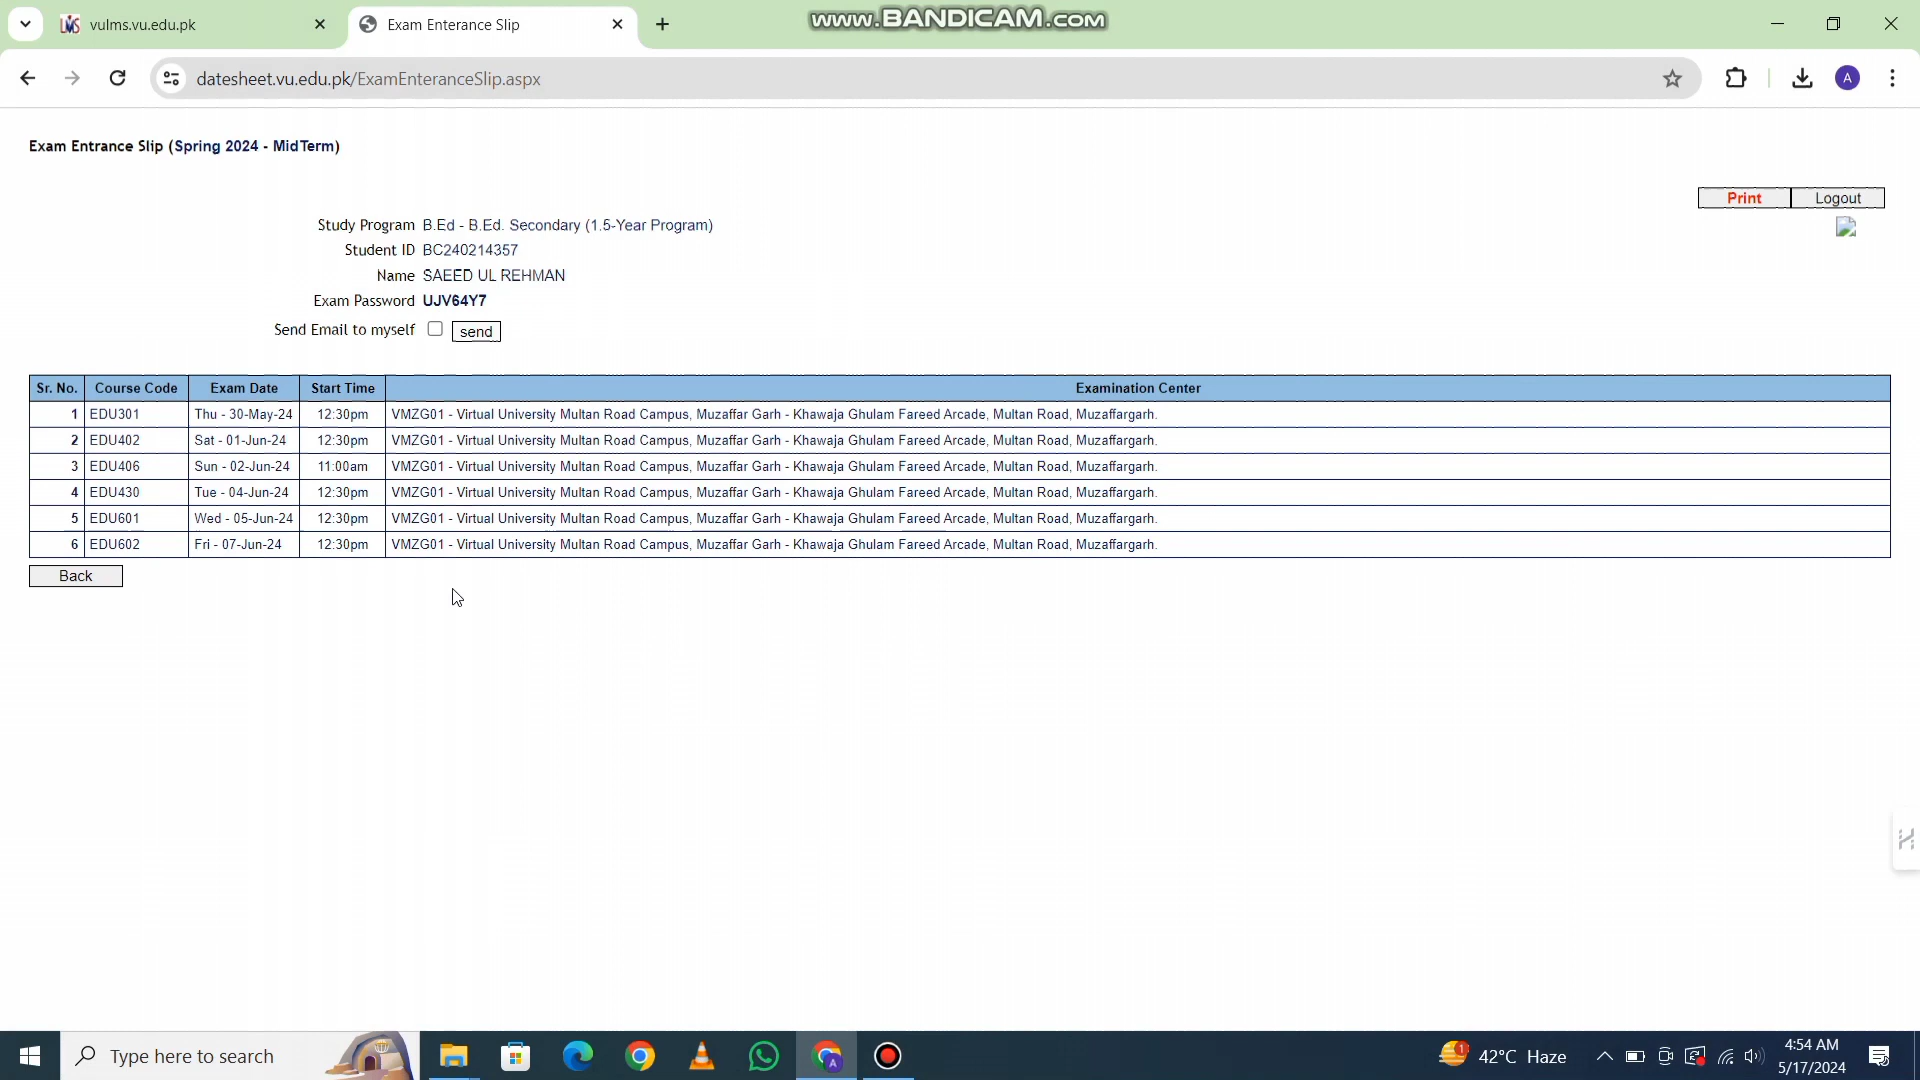 vulms.vu.edu.pk
Exam Enterance Slip
www.BANDICAM.com
datesheet.vu.edu.pk/ExamEnteranceSlip.aspx
A
Exam Entrance Slip (Spring 2024 - MidTerm)
Print Logout
Study Program B.Ed - B.Ed. Secondary (1.5-Year Program)
Student ID BC240214357
Name SAEED UL REHMAN
Exam Password UJV64Y7
Send Email to myself send
Sr. No. Course Code Exam Date Start Time Examination Center
1 EDU301 Thu - 30-May-24 12:30pm VMZG01 - Virtual University Multan Road Campus, Muzaffar Garh - Khawaja Ghulam Fareed Arcade, Multan Road, Muzaffargarh.
2 EDU402 Sat - 01-Jun-24 12:30pm VMZG01 - Virtual University Multan Road Campus, Muzaffar Garh - Khawaja Ghulam Fareed Arcade, Multan Road, Muzaffargarh.
3 EDU406 Sun - 02-Jun-24 11:00am VMZG01 - Virtual University Multan Road Campus, Muzaffar Garh - Khawaja Ghulam Fareed Arcade, Multan Road, Muzaffargarh.
4 EDU430 Tue - 04-Jun-24 12:30pm VMZG01 - Virtual University Multan Road Campus, Muzaffar Garh - Khawaja Ghulam Fareed Arcade, Multan Road, Muzaffargarh.
5 EDU601 Wed - 05-Jun-24 12:30pm VMZG01 - Virtual University Multan Road Campus, Muzaffar Garh - Khawaja Ghulam Fareed Arcade, Multan Road, Muzaffargarh.
6 EDU602 Fri - 07-Jun-24 12:30pm VMZG01 - Virtual University Multan Road Campus, Muzaffar Garh - Khawaja Ghulam Fareed Arcade, Multan Road, Muzaffargarh.
Back
Type here to search
1
42°C Haze
4:54 AM
5/17/2024